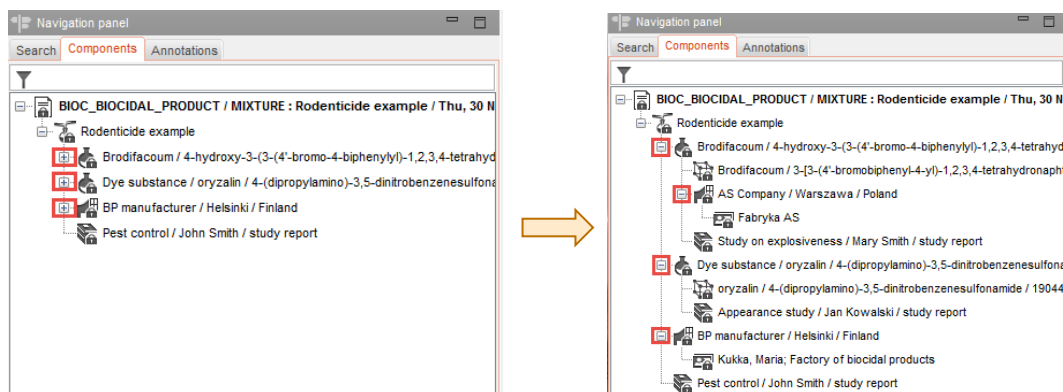 Navigation panel
Search Components Annotations
BIOC_BIOCIDAL_PRODUCT / MIXTURE : Rodenticide example / Thu, 30 N
Rodenticide example
Brodifacoum / 4-hydroxy-3-(3-(4'-bromo-4-biphenylyl)-1,2,3,4-tetrahyd
Dye substance / oryzalin / 4-(dipropylamino)-3,5-dinitrobenzenesulfona
BP manufacturer / Helsinki / Finland
Pest control / John Smith / study report
Navigation panel
Search Components Annotations
BIOC_BIOCIDAL_PRODUCT / MIXTURE : Rodenticide example / Thu, 30 N
Rodenticide example
Brodifacoum / 4-hydroxy-3-(3-(4'-bromo-4-biphenylyl)-1,2,3,4-tetrahyd
Brodifacoum / 3-[3-(4'-bromobiphenyl-4-yl)-1,2,3,4-tetrahydronapht
AS Company / Warszawa / Poland
Fabryka AS
Study on explosiveness / Mary Smith / study report
Dye substance / oryzalin / 4-(dipropylamino)-3,5-dinitrobenzenesulfona
oryzalin / 4-(dipropylamino)-3,5-dinitrobenzenesulfonamide / 19044
Appearance study / Jan Kowalski / study report
BP manufacturer / Helsinki / Finland
Kukka, Maria; Factory of biocidal products
Pest control / John Smith / study report